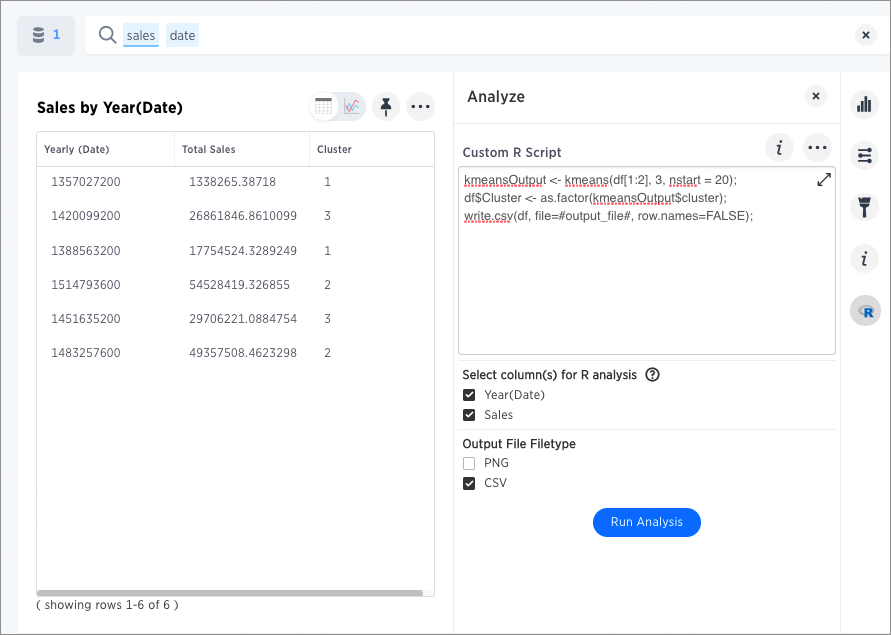 1 sales date
Sales by Year(Date)
Yearly (Date) Total Sales Cluster
1357027200 1338265.38718 1
1420099200 26861846.8610099 3
1388563200 17754524.3289249 1
1514793600 54528419.326855 2
1451635200 29706221.0884754 3
1483257600 49357508.4623298 2
( showing rows 1-6 of 6 )
Analyze
Custom R Script
kmeansOutput <- kmeans(df[1:2], 3, nstart = 20);
df$Cluster <- as.factor(kmeansOutput$cluster);
write.csv(df, file=#output_file#, row.names=FALSE);
Select column(s) for R analysis ?
Year(Date)
Sales
Output File Filetype
PNG
CSV
Run Analysis
i
i
R